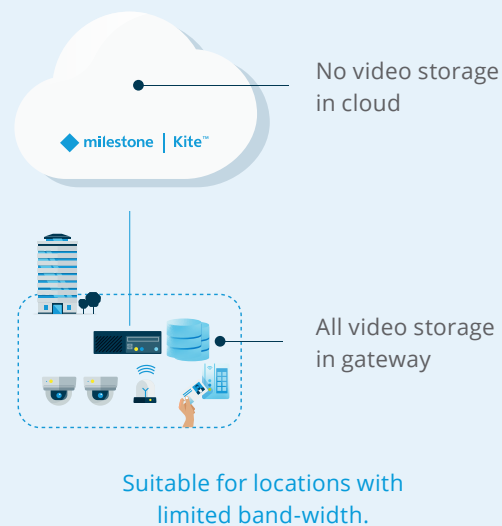 No video storage
in cloud
milestone | Kite™
All video storage
in gateway
Suitable for locations with
limited band-width.